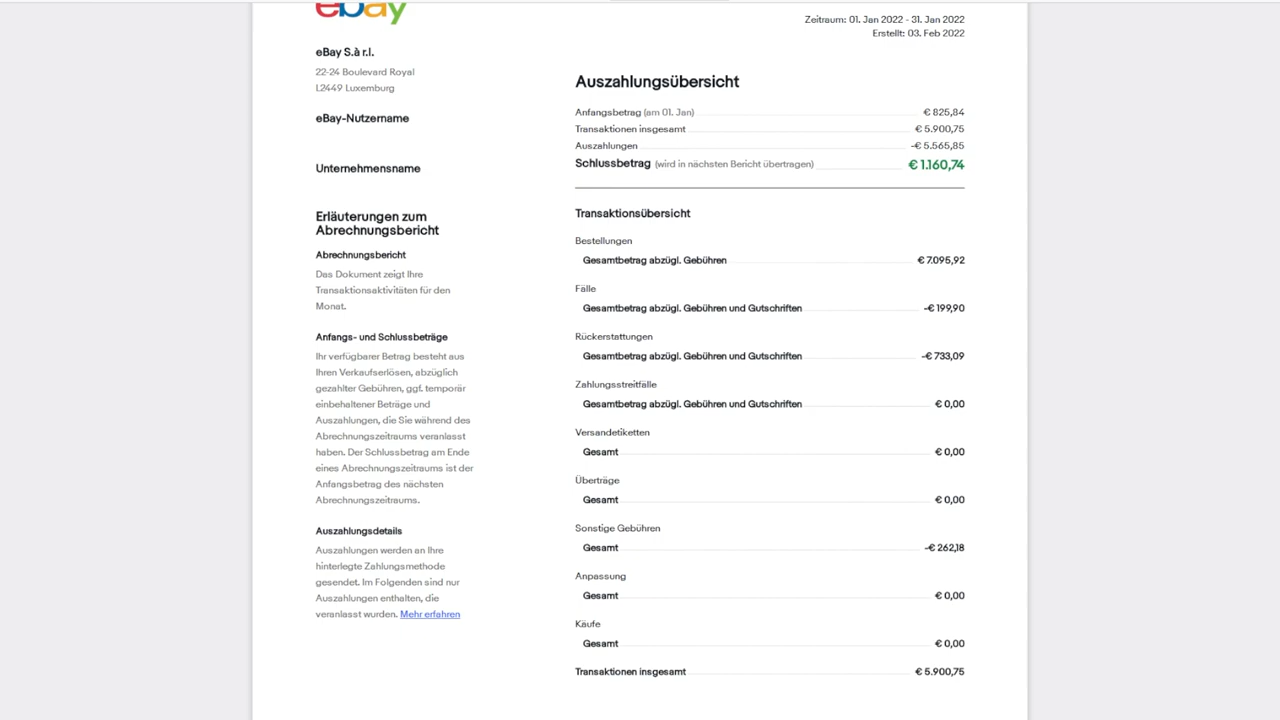 ebay
Zeitraum: 01. Jan 2022 - 31. Jan 2022
Erstellt: 03. Feb 2022
eBay S.à r.l.
22-24 Boulevard Royal
L2449 Luxemburg
eBay-Nutzername
Unternehmensname
Erläuterungen zum
Abrechnungsbericht
Abrechnungsbericht
Das Dokument zeigt Ihre
Transaktionsaktivitäten für den
Monat.
Anfangs- und Schlussbeträge
Ihr verfügbarer Betrag besteht aus
Ihren Verkaufserlösen, abzüglich
gezahlter Gebühren, ggf. temporär
einbehaltener Beträge und
Auszahlungen, die Sie während des
Abrechnungszeitraums veranlasst
haben. Der Schlussbetrag am Ende
eines Abrechnungszeitraums ist der
Anfangsbetrag des nächsten
Abrechnungszeitraums.
Auszahlungsdetails
Auszahlungen werden an Ihre
hinterlegte Zahlungsmethode
gesendet. Im Folgenden sind nur
Auszahlungen enthalten, die
veranlasst wurden. Mehr erfahren
Auszahlungsübersicht
Anfangsbetrag (am 01. Jan) € 825,84
Transaktionen insgesamt € 5.900,75
Auszahlungen -€ 5.565,85
Schlussbetrag (wird in nächsten Bericht übertragen) € 1.160,74
Transaktionsübersicht
Bestellungen
Gesamtbetrag abzügl. Gebühren € 7.095,92
Fälle
Gesamtbetrag abzügl. Gebühren und Gutschriften -€ 199,90
Rückerstattungen
Gesamtbetrag abzügl. Gebühren und Gutschriften -€ 733,09
Zahlungsstreitfälle
Gesamtbetrag abzügl. Gebühren und Gutschriften € 0,00
Versandetiketten
Gesamt € 0,00
Überträge
Gesamt € 0,00
Sonstige Gebühren
Gesamt -€ 262,18
Anpassung
Gesamt € 0,00
Käufe
Gesamt € 0,00
Transaktionen insgesamt € 5.900,75